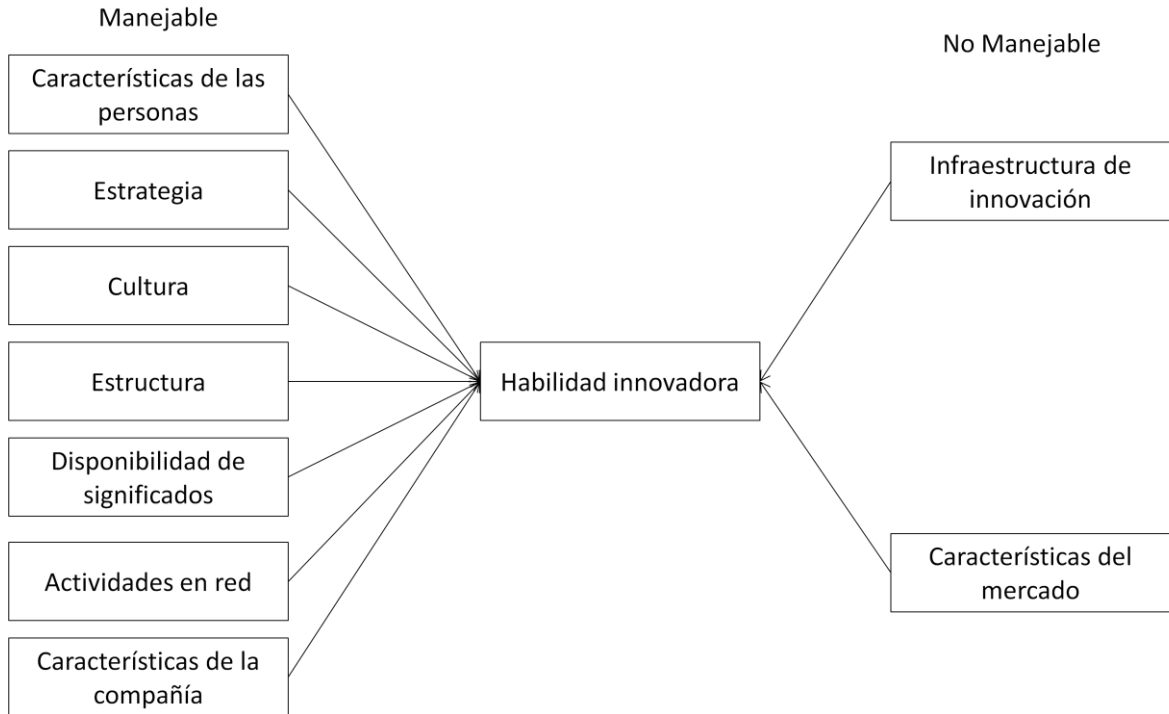 Manejable
No Manejable
Características de las
personas
Estrategia
Cultura
Estructura
Disponibilidad de
significados
Actividades en red
Características de la
compañía
Habilidad innovadora
Infraestructura de
innovación
Características del
mercado